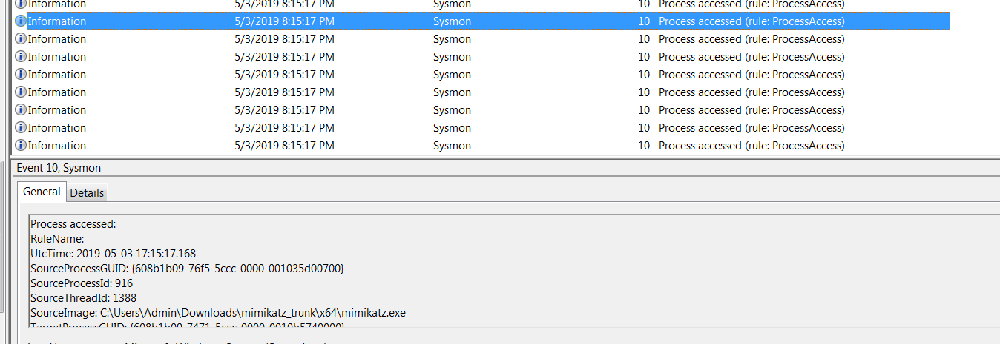 Information 5/3/2019 8:15:17 PM Sysmon 10 Process accessed (rule: ProcessAccess)
Information 5/3/2019 8:15:17 PM Sysmon 10 Process accessed (rule: ProcessAccess)
Information 5/3/2019 8:15:17 PM Sysmon 10 Process accessed (rule: ProcessAccess)
Information 5/3/2019 8:15:17 PM Sysmon 10 Process accessed (rule: ProcessAccess)
Information 5/3/2019 8:15:17 PM Sysmon 10 Process accessed (rule: ProcessAccess)
Information 5/3/2019 8:15:17 PM Sysmon 10 Process accessed (rule: ProcessAccess)
Information 5/3/2019 8:15:17 PM Sysmon 10 Process accessed (rule: ProcessAccess)
Information 5/3/2019 8:15:17 PM Sysmon 10 Process accessed (rule: ProcessAccess)
Information 5/3/2019 8:15:17 PM Sysmon 10 Process accessed (rule: ProcessAccess)
Event 10, Sysmon
General Details
Process accessed:
RuleName:
UtcTime: 2019-05-03 17:15:17.168
SourceProcessGUID: {608b1b09-76f5-5ccc-0000-001035d00700}
SourceProcessId: 916
SourceThreadId: 1388
SourceImage: C:\Users\Admin\Downloads\mimikatz_trunk\x64\mimikatz.exe
TargetProcessGUID: {608b1b09-7471-5ccc-0000-0010b5740000}